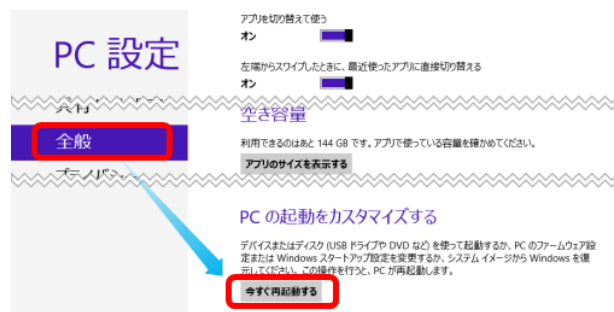 PC 設定
全般
アプリを切り替えて使う
オン
左端からスワイプしたときに、最近使ったアプリに直接切り替える
オン
空き容量
利用できるのはあと 144 GB です。アプリで使っている容量を確かめてください。
アプリのサイズを表示する
PC の起動をカスタマイズする
デバイスまたはディスク (USB ドライブや DVD など) を使って起動するか、PC のファームウェア設
定または Windows スタートアップ設定を変更するか、システム イメージから Windows を復
元してください。この操作を行うと、PC が再起動します。
今すぐ再起動する